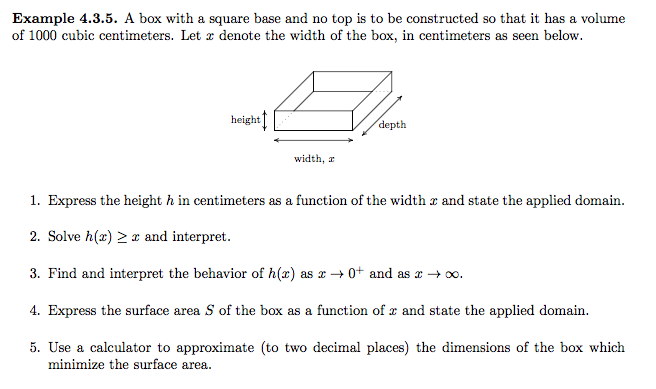 Example 4.3.5. A box with a square base and no top is to be constructed so that it has a volume
of 1000 cubic centimeters. Let x denote the width of the box, in centimeters as seen below.
height
depth
width, x
1. Express the height h in centimeters as a function of the width x and state the applied domain.
2. Solve h(x) ≥ x and interpret.
3. Find and interpret the behavior of h(x) as x → 0⁺ and as x → ∞.
4. Express the surface area S of the box as a function of x and state the applied domain.
5. Use a calculator to approximate (to two decimal places) the dimensions of the box which
minimize the surface area.